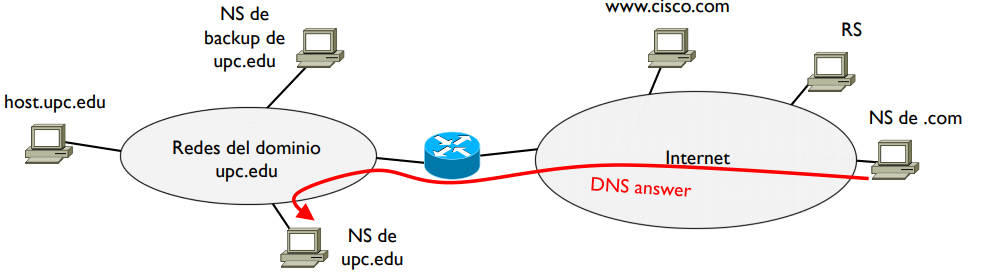 NS de
backup de
upc.edu
www.cisco.com
RS
host.upc.edu
NS de .com
Redes del dominio
upc.edu
Internet
DNS answer
NS de
upc.edu